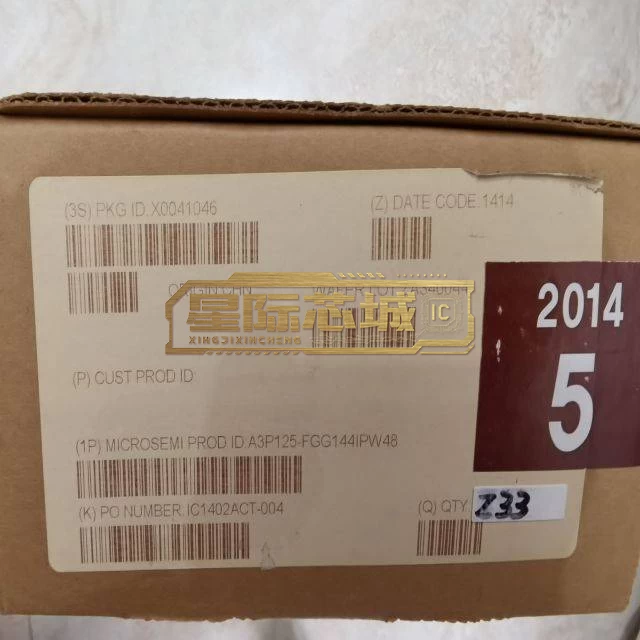 (3S) PKG ID.X0041046
(Z) DATE CODE.1414
星际芯城 IC
XINGJIXINCHENG
2014
5
(P) CUST PROD ID
(1P) MICROSEMI PROD ID.A3P125-FGG144IPW48
(K) PO NUMBER.IC1402ACT-004
(Q) QTY
Z33